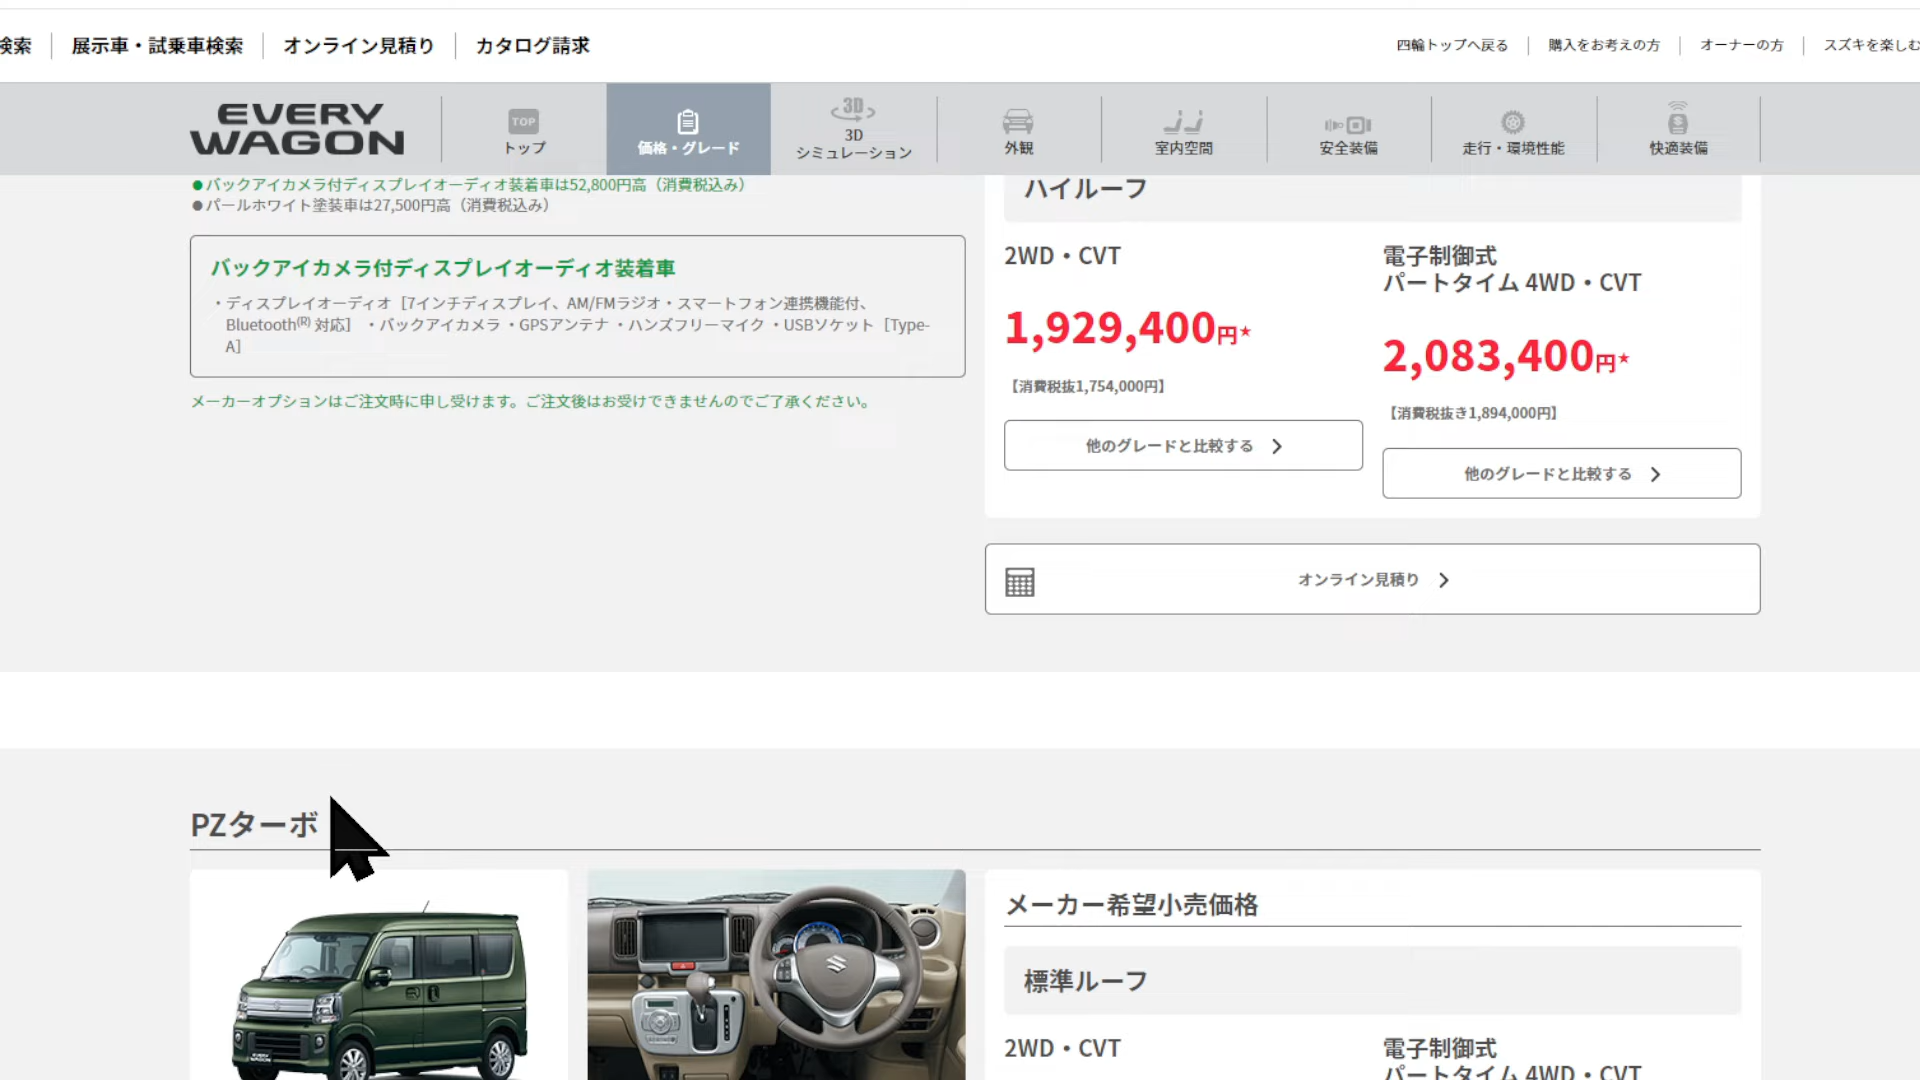 検索
展示車・試乗車検索
オンライン見積り
カタログ請求
四輪トップへ戻る
購入をお考えの方
オーナーの方
スズキを楽しむ
EVERY
WAGON
TOP
トップ
価格・グレード
3D
3D
シミュレーション
外観
室内空間
安全装備
走行・環境性能
快適装備
●バックアイカメラ付ディスプレイオーディオ装着車は52,800円高（消費税込み）
●パールホワイト塗装車は27,500円高（消費税込み）
バックアイカメラ付ディスプレイオーディオ装着車
・ディスプレイオーディオ［7インチディスプレイ、AM/FMラジオ・スマートフォン連携機能付、
Bluetooth(R) 対応］ ・バックアイカメラ ・GPSアンテナ ・ハンズフリーマイク ・USBソケット［Type-
A］
メーカーオプションはご注文時に申し受けます。ご注文後はお受けできませんのでご了承ください。
ハイルーフ
2WD・CVT
1,929,400円★
【消費税抜1,754,000円】
他のグレードと比較する
電子制御式
パートタイム 4WD・CVT
2,083,400円★
【消費税抜き1,894,000円】
他のグレードと比較する
オンライン見積り
PZターボ
メーカー希望小売価格
標準ルーフ
2WD・CVT
電子制御式
パートタイム 4WD・CVT